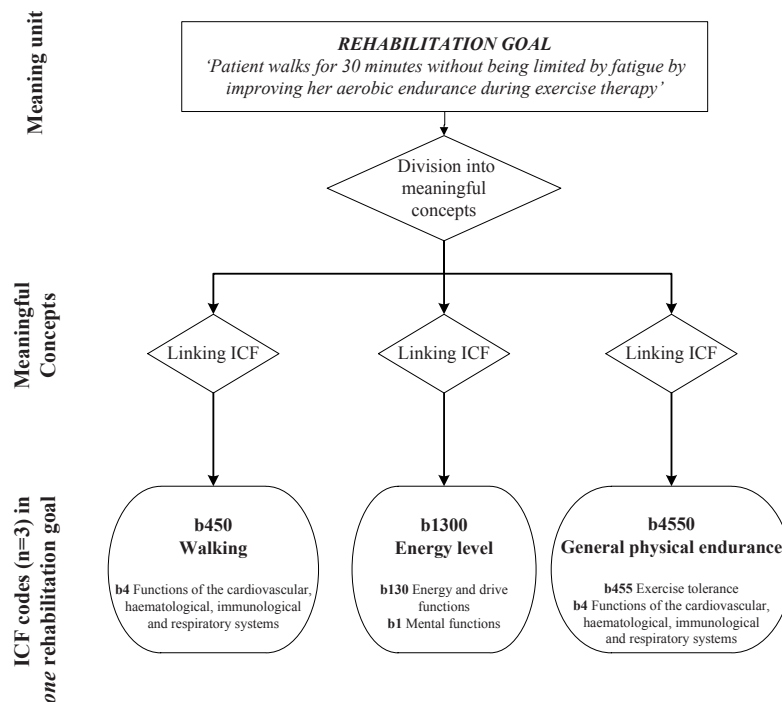 Meaning unit
REHABILITATION GOAL
‘Patient walks for 30 minutes without being limited by fatigue by
improving her aerobic endurance during exercise therapy’
Division into
meaningful
concepts
Meaningful
Concepts
Linking ICF
Linking ICF
Linking ICF
ICF codes (n=3) in
one rehabilitation goal
b450
Walking
b4 Functions of the cardiovascular,
haematological, immunological
and respiratory systems
b1300
Energy level
b130 Energy and drive
functions
b1 Mental functions
b4550
General physical endurance
b455 Exercise tolerance
b4 Functions of the cardiovascular,
haematological, immunological
and respiratory systems